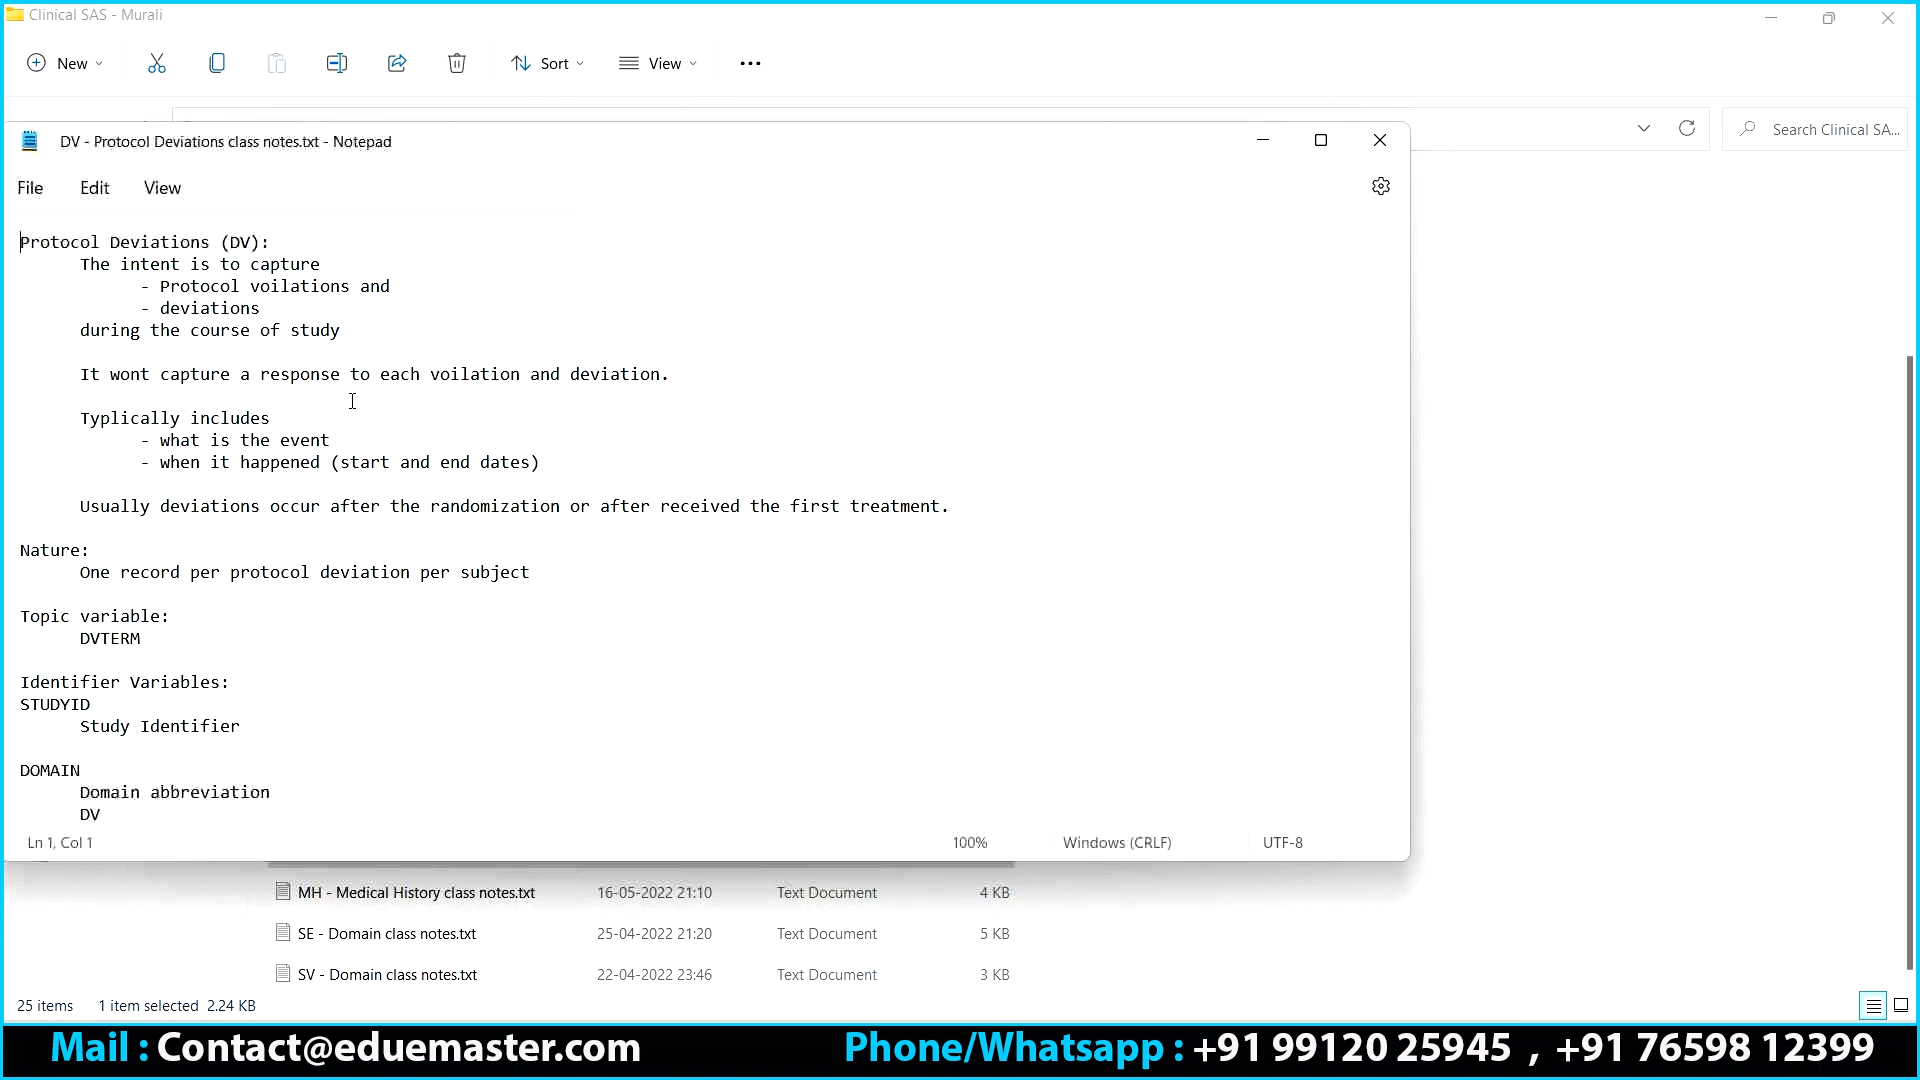 Clinical SAS - Murali
New
Sort
View
Search Clinical SA...
DV - Protocol Deviations class notes.txt - Notepad
File Edit View
Protocol Deviations (DV):
The intent is to capture
- Protocol voilations and
- deviations
during the course of study
It wont capture a response to each voilation and deviation.
Typlically includes
- what is the event
- when it happened (start and end dates)
Usually deviations occur after the randomization or after received the first treatment.
Nature:
One record per protocol deviation per subject
Topic variable:
DVTERM
Identifier Variables:
STUDYID
Study Identifier
DOMAIN
Domain abbreviation
DV
Ln 1, Col 1 100% Windows (CRLF) UTF-8
MH - Medical History class notes.txt 16-05-2022 21:10 Text Document 4 KB
SE - Domain class notes.txt 25-04-2022 21:20 Text Document 5 KB
SV - Domain class notes.txt 22-04-2022 23:46 Text Document 3 KB
25 items 1 item selected 2.24 KB
Mail : Contact@eduemaster.com Phone/Whatsapp : +91 99120 25945 , +91 76598 12399